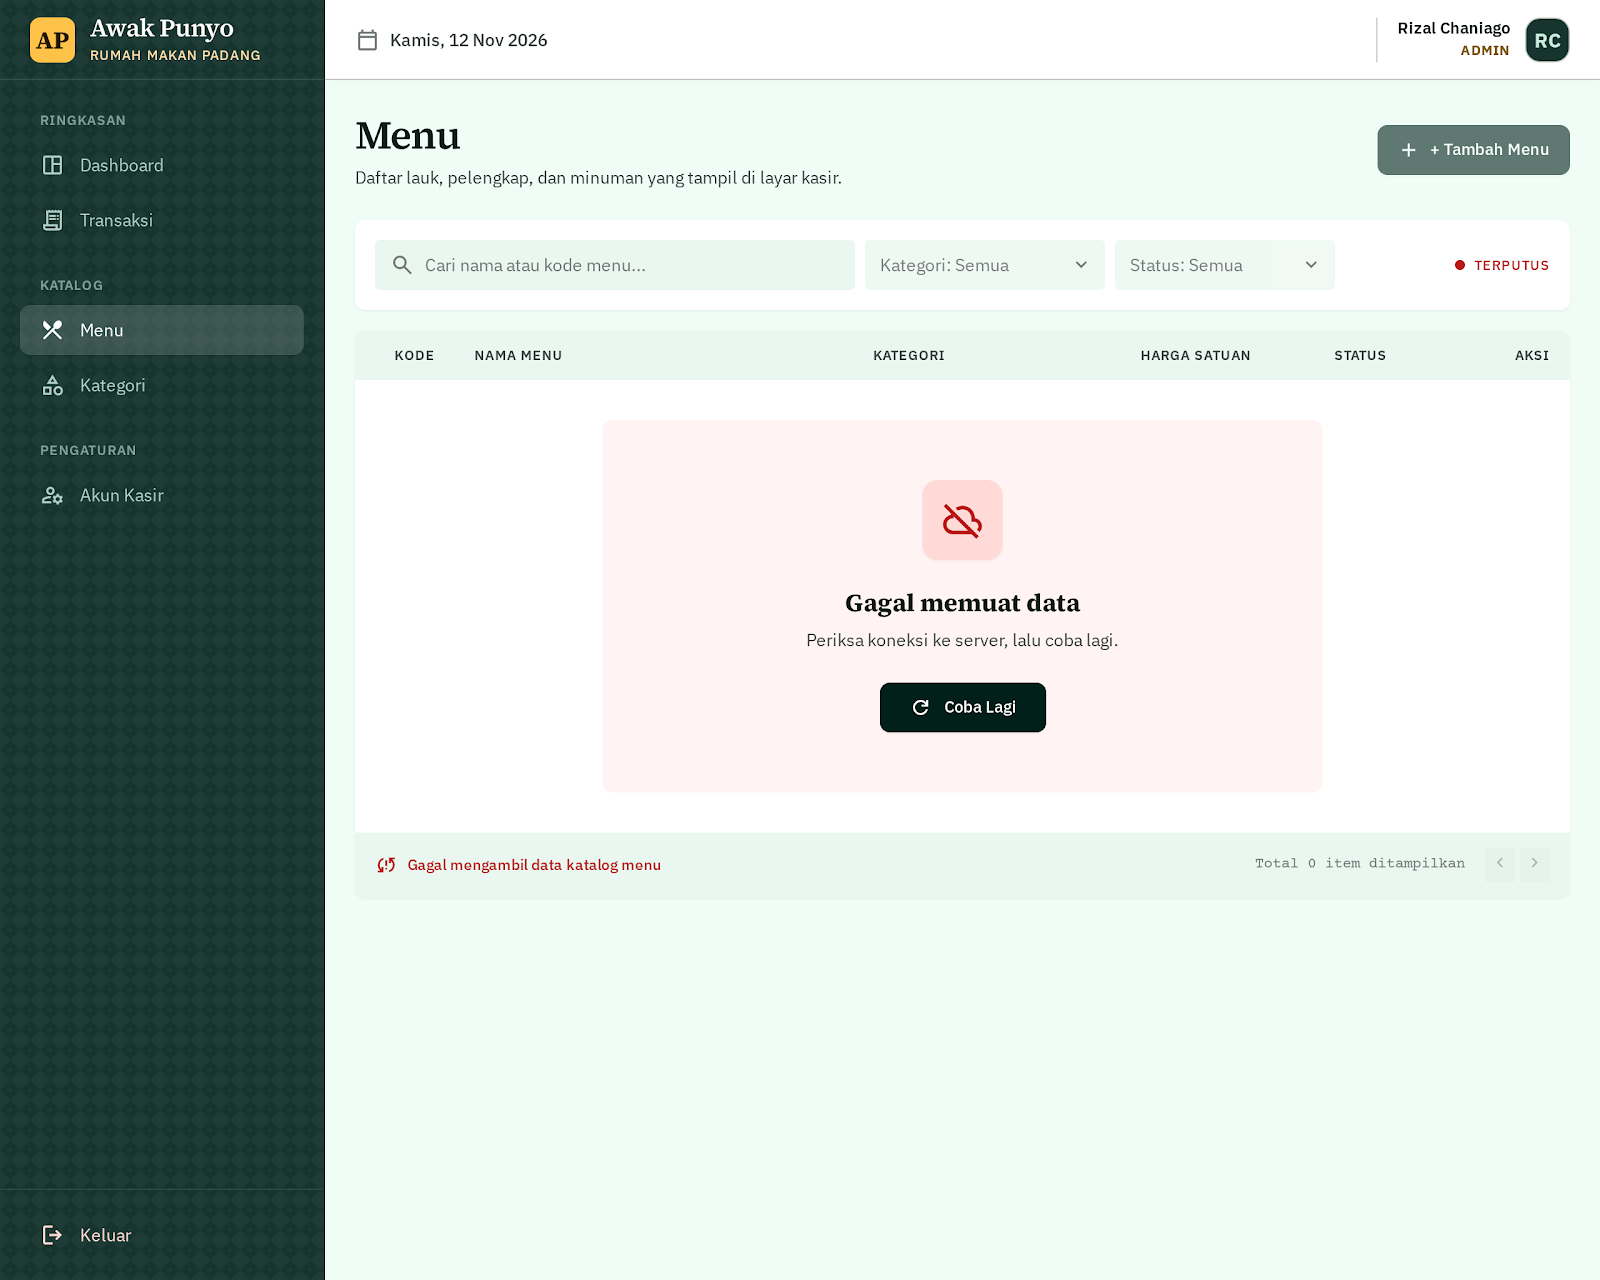 AP
Awak Punyo
RUMAH MAKAN PADANG
RINGKASAN
Dashboard
Transaksi
KATALOG
Menu
Kategori
PENGATURAN
Akun Kasir
Keluar
Kamis, 12 Nov 2026
Rizal Chaniago
ADMIN
RC
Menu
Daftar lauk, pelengkap, dan minuman yang tampil di layar kasir.
+ Tambah Menu
Cari nama atau kode menu...
Kategori: Semua
Status: Semua
TERPUTUS
KODE NAMA MENU KATEGORI HARGA SATUAN STATUS AKSI
Gagal memuat data
Periksa koneksi ke server, lalu coba lagi.
Coba Lagi
Gagal mengambil data katalog menu
Total 0 item ditampilkan